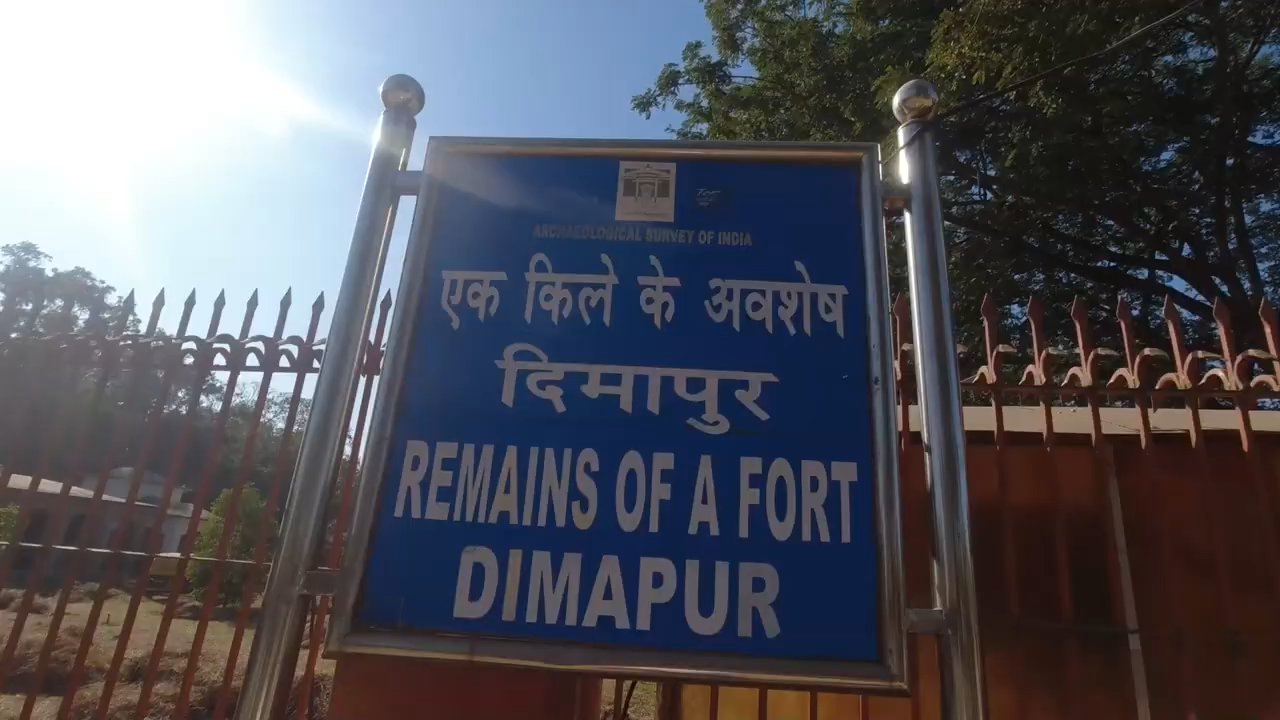 ARCHAEOLOGICAL SURVEY OF INDIA
एक किले के अवशेष
दिमापुर
REMAINS OF A FORT
DIMAPUR